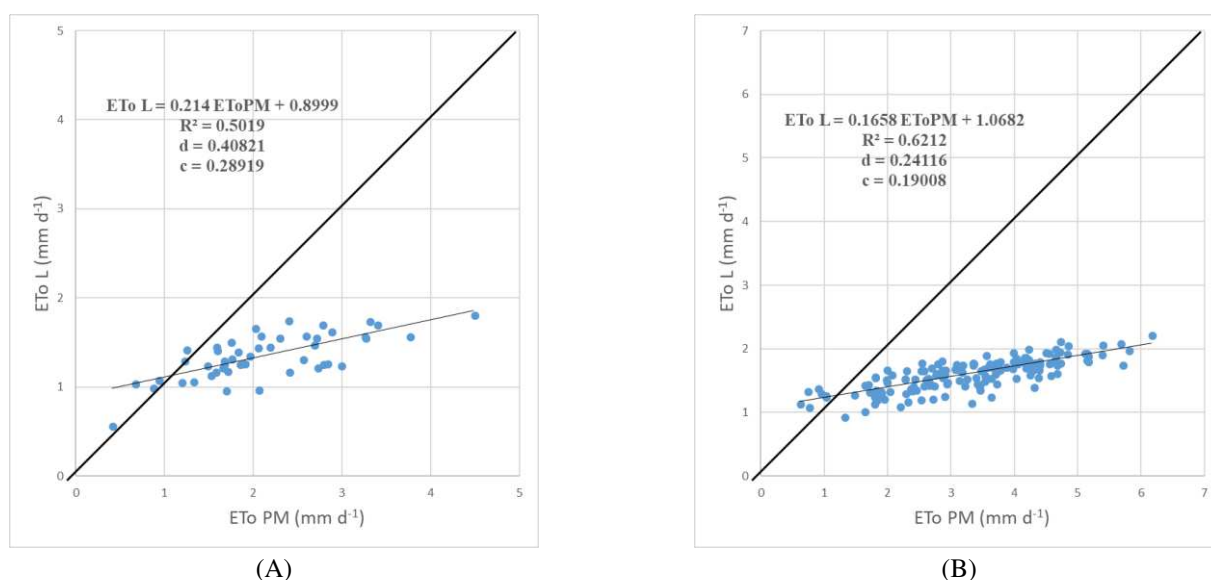 5
4
3
2
1
0
0
1
2
3
4
5
ETo L (mm d⁻¹)
ETo PM (mm d⁻¹)
ETo L = 0.214 EToPM + 0.8999
R² = 0.5019
d = 0.40821
c = 0.28919
(A)
7
6
5
4
3
2
1
0
0
1
2
3
4
5
6
7
ETo L (mm d⁻¹)
ETo PM (mm d⁻¹)
ETo L = 0.1658 EToPM + 1.0682
R² = 0.6212
d = 0.24116
c = 0.19008
(B)